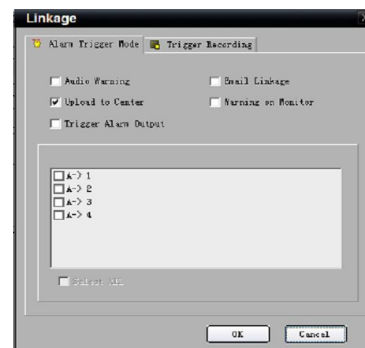 Linkage
Alarm Trigger Mode
Trigger Recording
Audio Warning
Email Linkage
Upload to Center
Warning on Monitor
Trigger Alarm Output
A-> 1
A-> 2
A-> 3
A-> 4
Select All
OK
Cancel